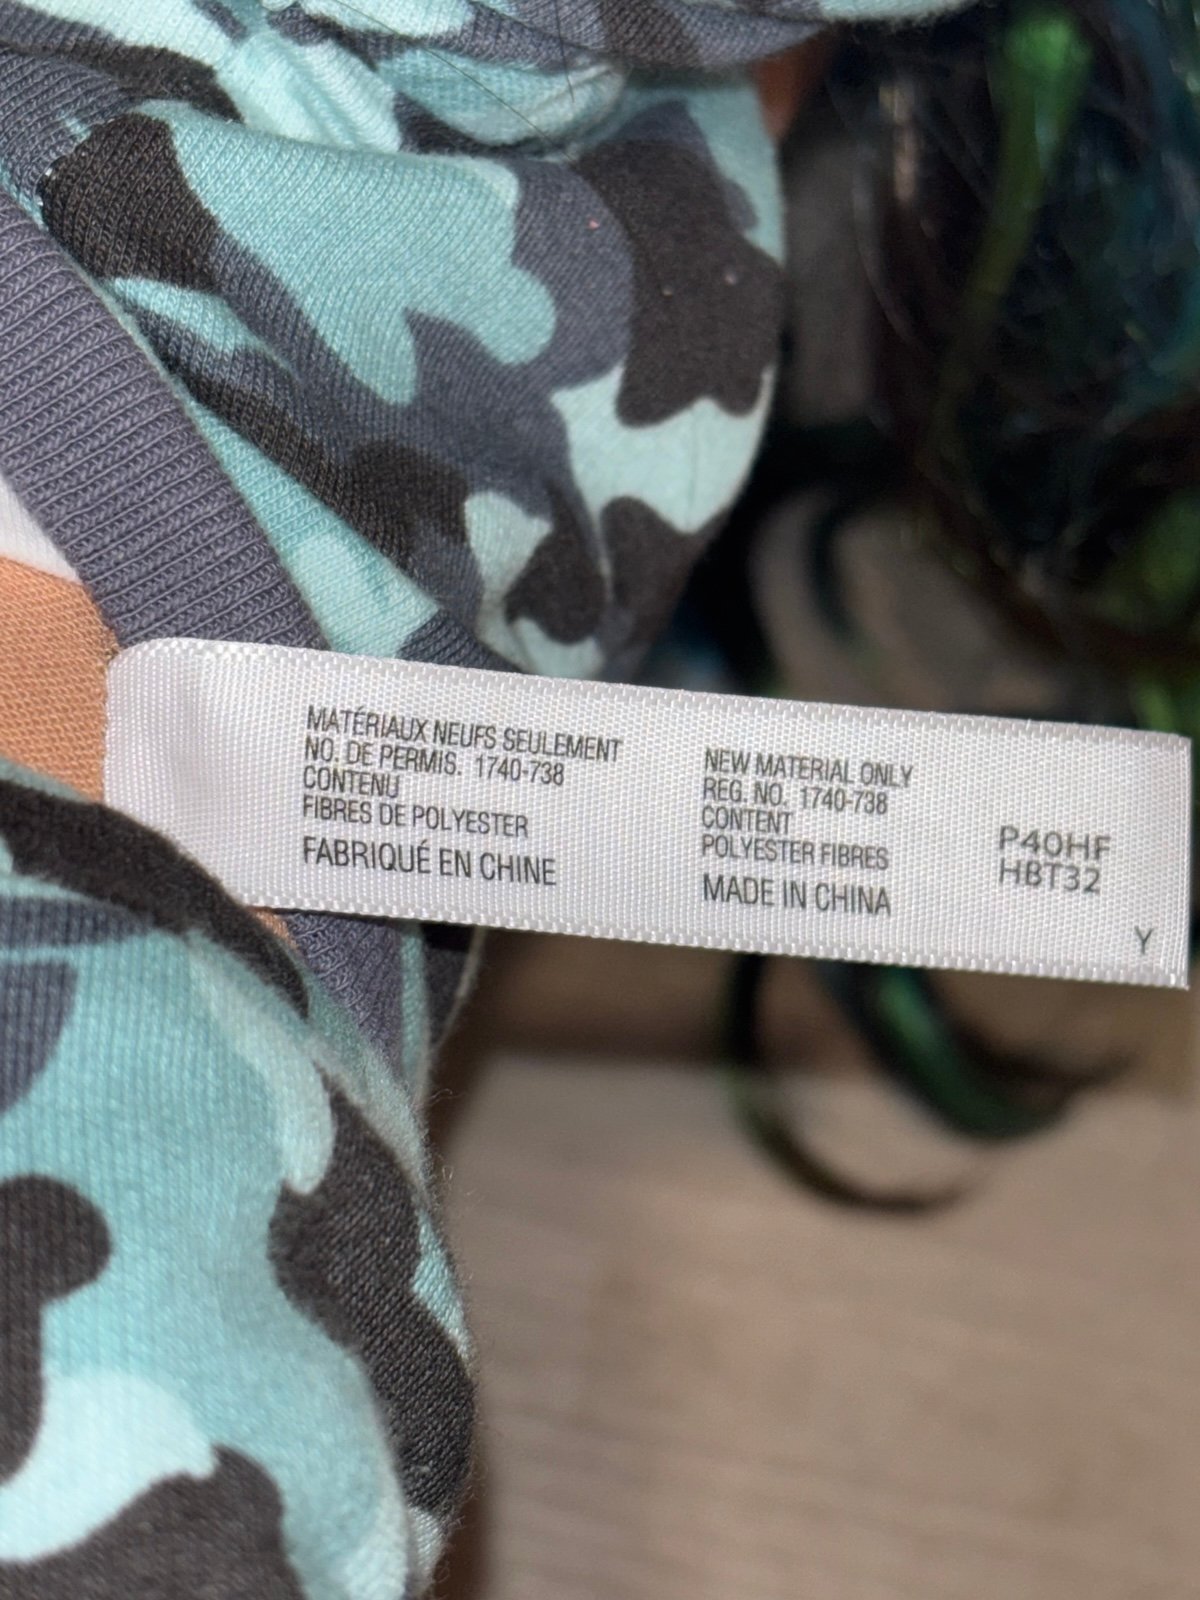 MATÉRIAUX NEUFS SEULEMENT
NO. DE PERMIS. 1740-738
CONTENU
FIBRES DE POLYESTER
FABRIQUÉ EN CHINE
NEW MATERIAL ONLY
REG. NO. 1740-738
CONTENT
POLYESTER FIBRES
MADE IN CHINA
P40HF
HBT32
Y